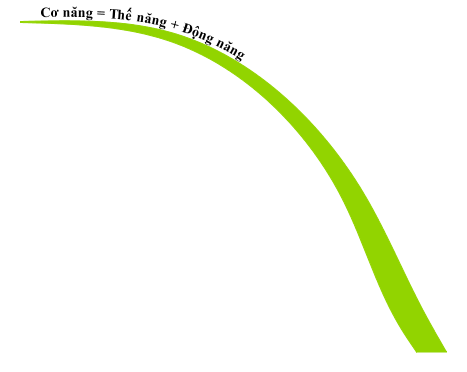 Cơ năng = Thế năng + Động năng